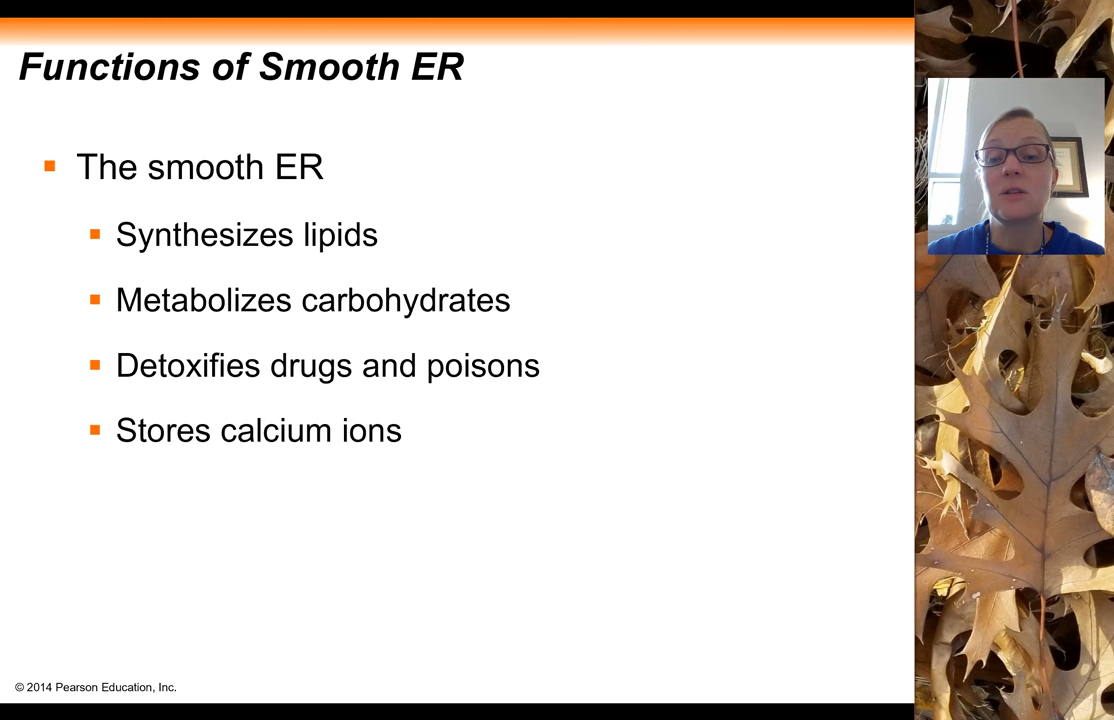 Functions of Smooth ER
The smooth ER
Synthesizes lipids
Metabolizes carbohydrates
Detoxifies drugs and poisons
Stores calcium ions
© 2014 Pearson Education, Inc.